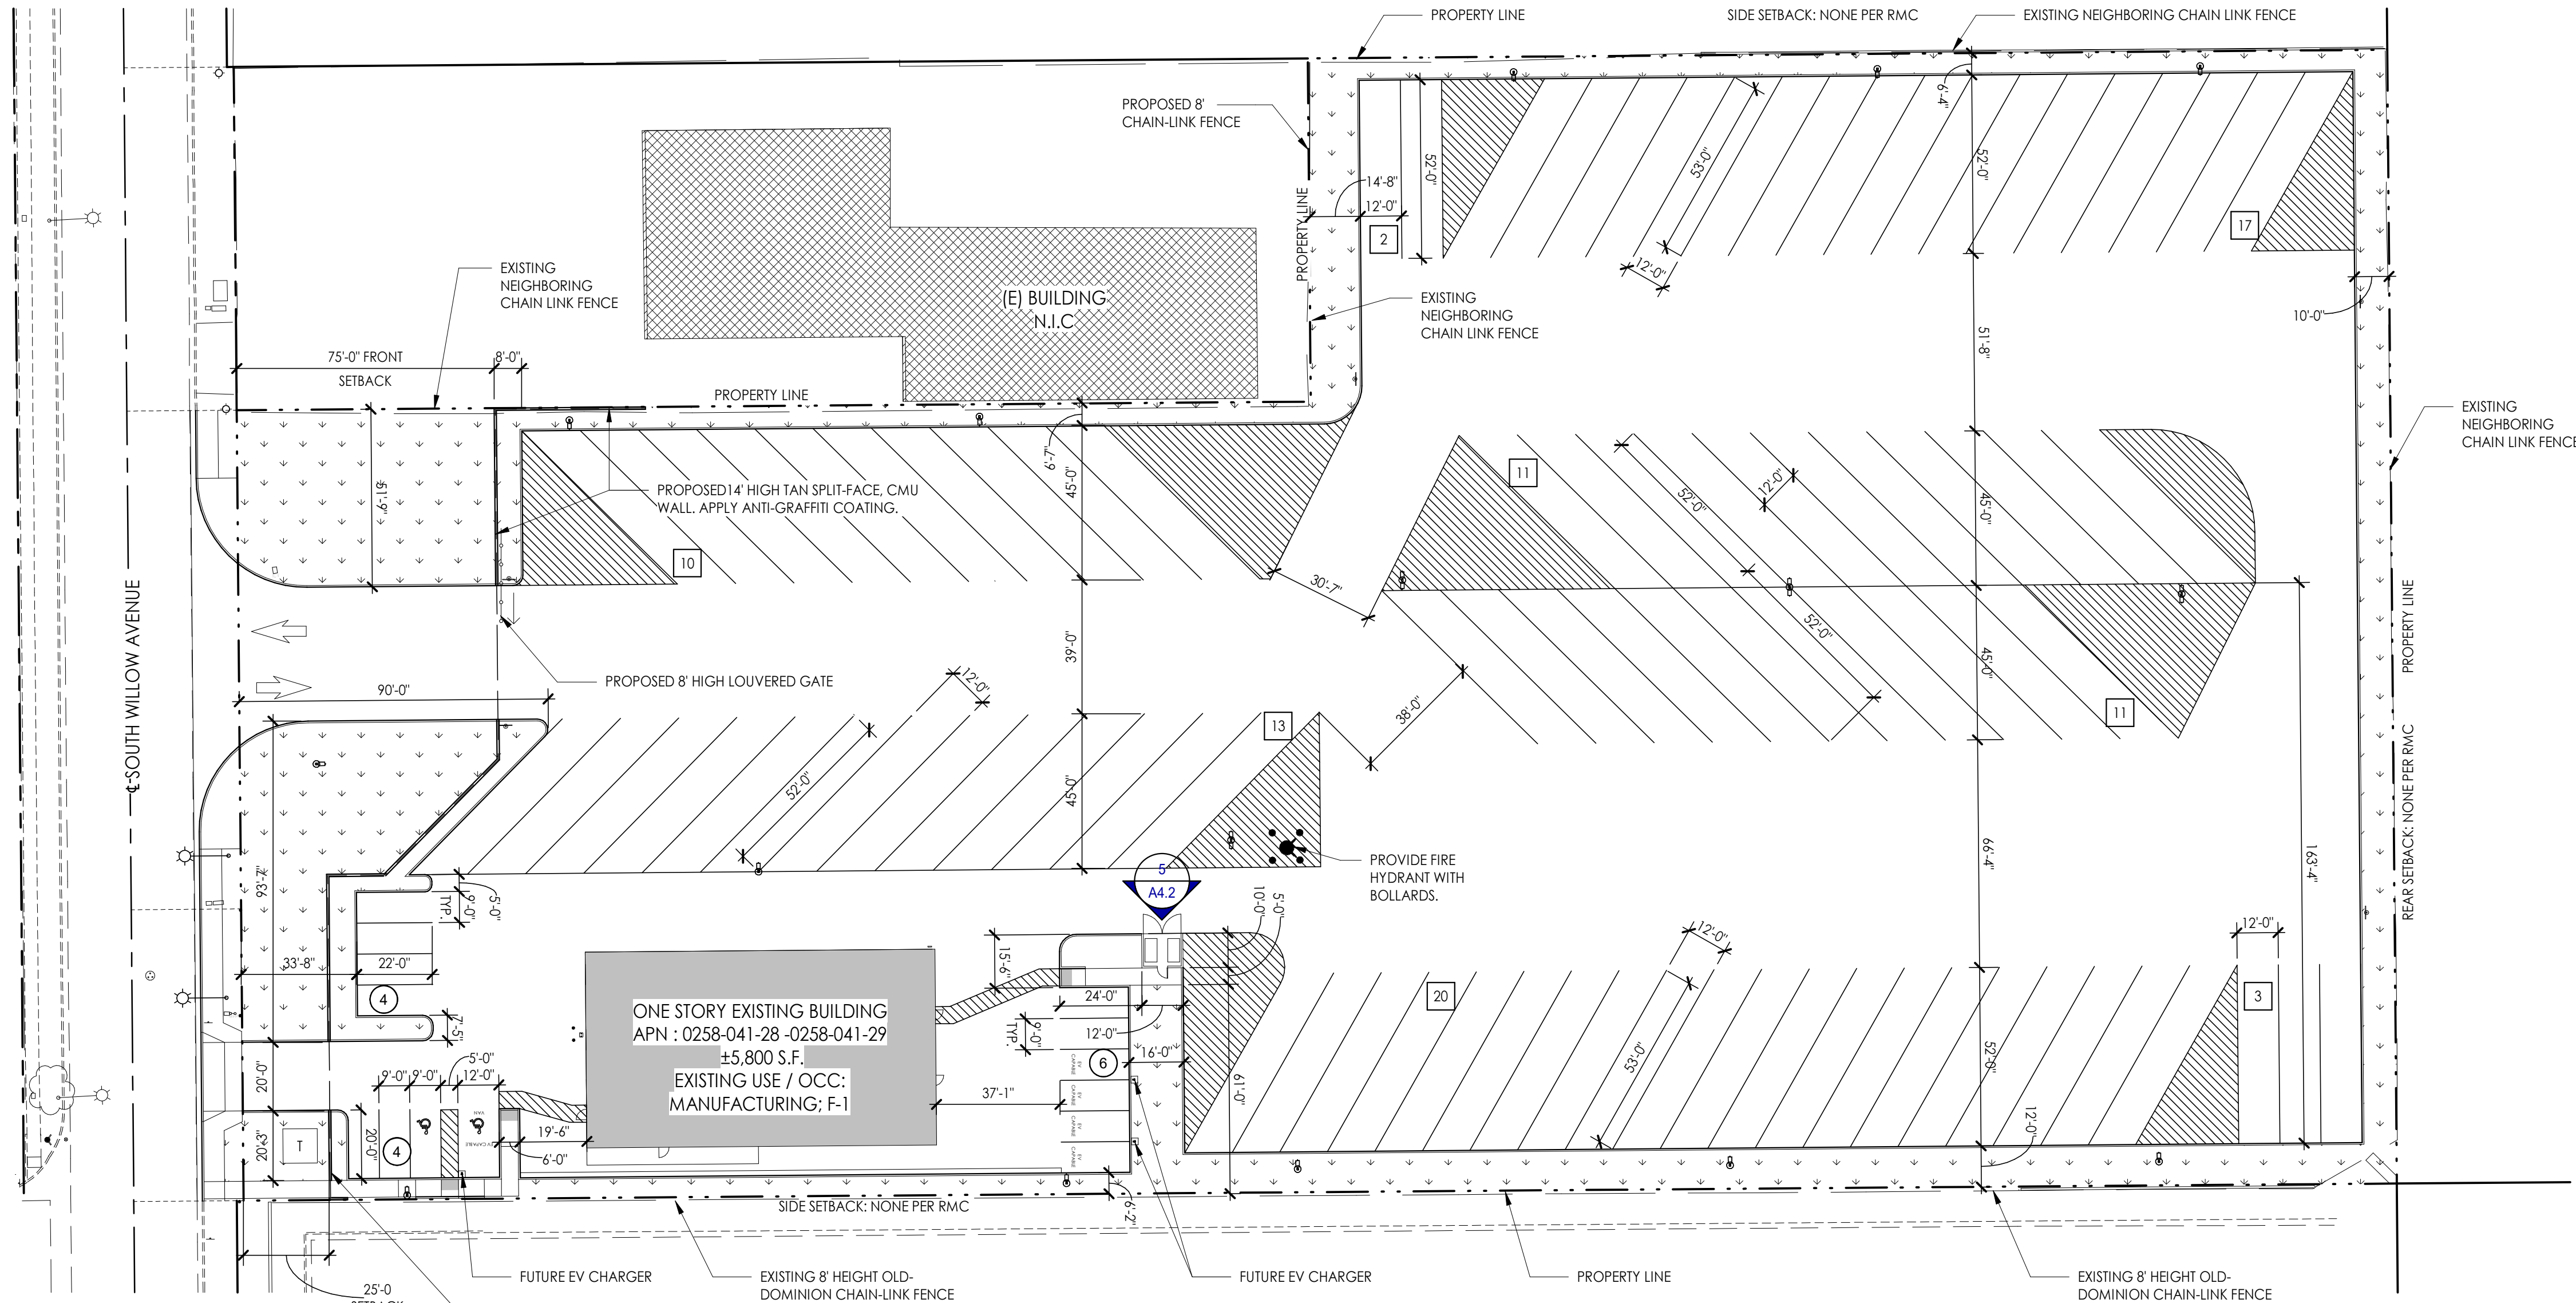 PROPERTY LINE
SIDE SETBACK: NONE PER RMC
EXISTING NEIGHBORING CHAIN LINK FENCE
PROPOSED 8'
CHAIN-LINK FENCE
6'-4"
53'-0"
52'-0"
52'-0"
14'-8"
12'-0"
2
17
PROPERTY LINE
12'-0"
EXISTING
NEIGHBORING
CHAIN LINK FENCE
(E) BUILDING
N.I.C
EXISTING
NEIGHBORING
CHAIN LINK FENCE
10'-0"
51'-8"
75'-0" FRONT
SETBACK
8'-0"
PROPERTY LINE
EXISTING
NEIGHBORING
CHAIN LINK FENCE
6'-7"
45'-0"
51'-9"
PROPOSED14' HIGH TAN SPLIT-FACE, CMU
WALL. APPLY ANTI-GRAFFITI COATING.
10
11
52'-0"
12'-0"
45'-0"
30'-7"
℄ SOUTH WILLOW AVENUE
39'-0"
52'-0"
45'-0"
PROPERTY LINE
90'-0"
PROPOSED 8' HIGH LOUVERED GATE
12'-0"
38'-0"
13
11
52'-0"
45'-0"
REAR SETBACK: NONE PER RMC
66'-4"
163'-4"
PROVIDE FIRE
HYDRANT WITH
BOLLARDS.
5
A4.2
93'-7"
9'-0"
TYP.
5'-0"
10'-0"
5'-0"
12'-0"
12'-0"
15'-6"
33'-8"
22'-0"
4
7'-5"
ONE STORY EXISTING BUILDING
APN : 0258-041-28 -0258-041-29
±5,800 S.F.
EXISTING USE / OCC:
MANUFACTURING; F-1
24'-0"
12'-0"
9'-0"
TYP.
20
3
6
16'-0"
EV
CAPABLE
EV
CAPABLE
EV
CAPABLE
EV
CAPABLE
53'-0"
52'-0"
61'-0"
37'-1"
20'-0"
5'-0"
9'-0"
9'-0"
12'-0"
VAN
EV CAPABLE
20'-3"
T
20'-0"
4
19'-6"
6'-0"
12'-0"
SIDE SETBACK: NONE PER RMC
6'-2"
25'-0
SETBACK
FUTURE EV CHARGER
EXISTING 8' HEIGHT OLD-
DOMINION CHAIN-LINK FENCE
FUTURE EV CHARGER
PROPERTY LINE
EXISTING 8' HEIGHT OLD-
DOMINION CHAIN-LINK FENCE